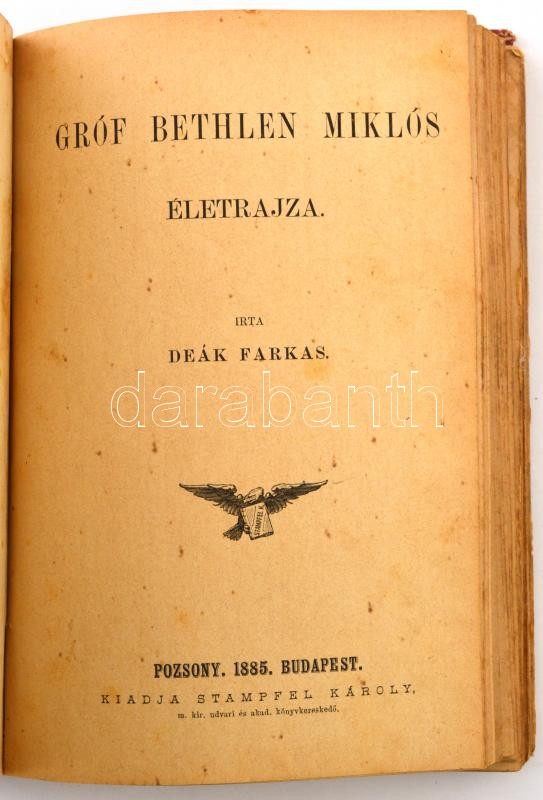 GRÓF BETHLEN MIKLÓS
ÉLETRAJZA.
IRTA
DEÁK FARKAS.
darabanth
STAMPFEL K.
POZSONY. 1885. BUDAPEST.
KIADJA STAMPFEL KÁROLY,
m. kir. udvari és akad. könyvkereskedő.